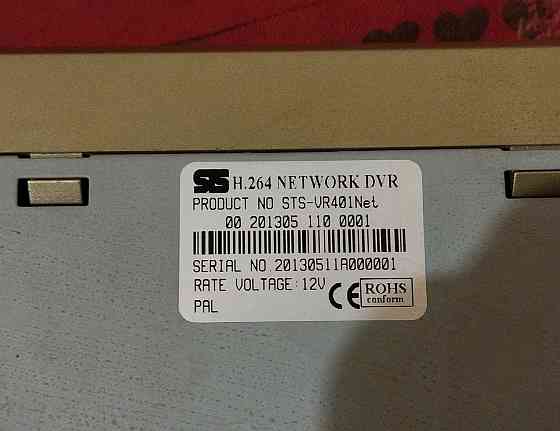 STS H.264 NETWORK DVR
PRODUCT NO STS-VR401Net
00 201305 110 0001
SERIAL NO.20130511A000001
RATE VOLTAGE:12V
CE ROHS
conform
PAL